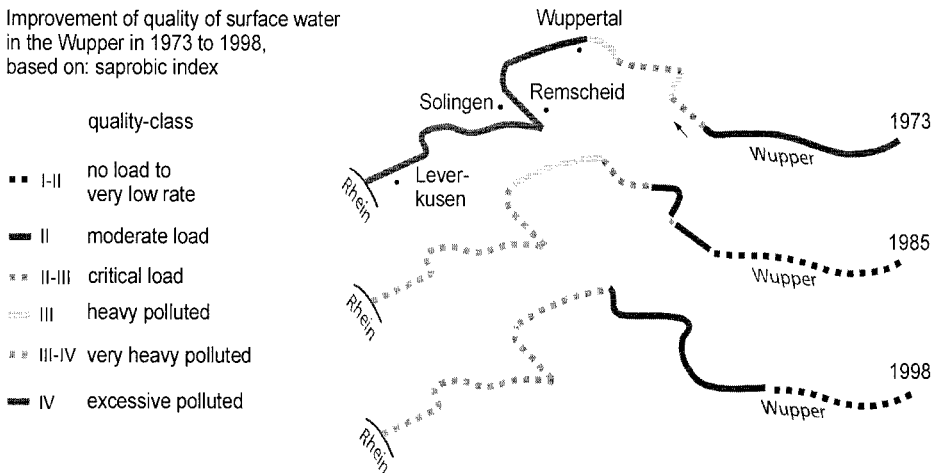 Improvement of quality of surface water
in the Wupper in 1973 to 1998,
based on: saprobic index
quality-class
I-II no load to
very low rate
II moderate load
II-III critical load
III heavy polluted
III-IV very heavy polluted
IV excessive polluted
Wuppertal
Solingen
Remscheid
1973
Wupper
Rhein
Lever-
kusen
1985
Wupper
Rhein
1998
Wupper
Rhein